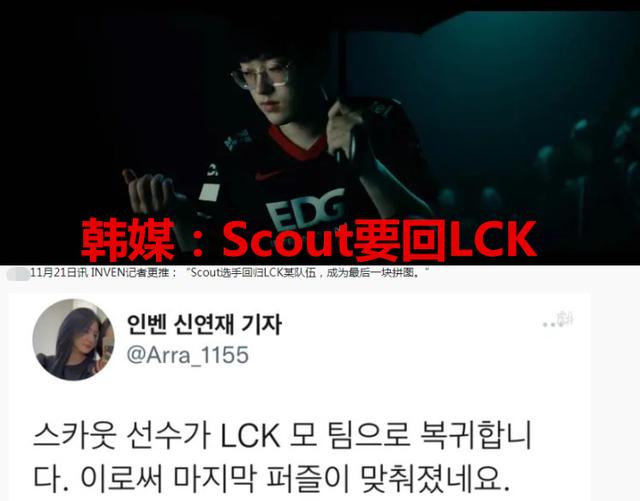 EDG
韩媒：Scout要回LCK
11月21日讯 INVEN记者更推：“Scout选手回归LCK某队伍，成为最后一块拼图。”
인벤 신연재 기자
@Arra_1155
스카웃 선수가 LCK 모 팀으로 복귀합니
다. 이로써 마지막 퍼즐이 맞춰졌네요.